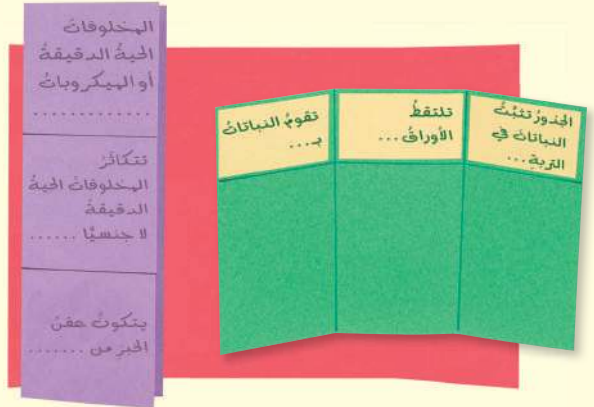 المخلوقاتُ
الحيةُ الدقيقةُ
أو الميكروباتُ
.............
تتكاثرُ
المخلوقاتُ الحيةُ
الدقيقةُ
لا جنسيًّا ......
يتكونُ عفنُ
الخبزِ من .......
الجذورُ تثبِّتُ
النباتاتَ في
التربةِ...
تلتقطُ
الأوراقُ...
تقومُ النباتاتُ
بـ...